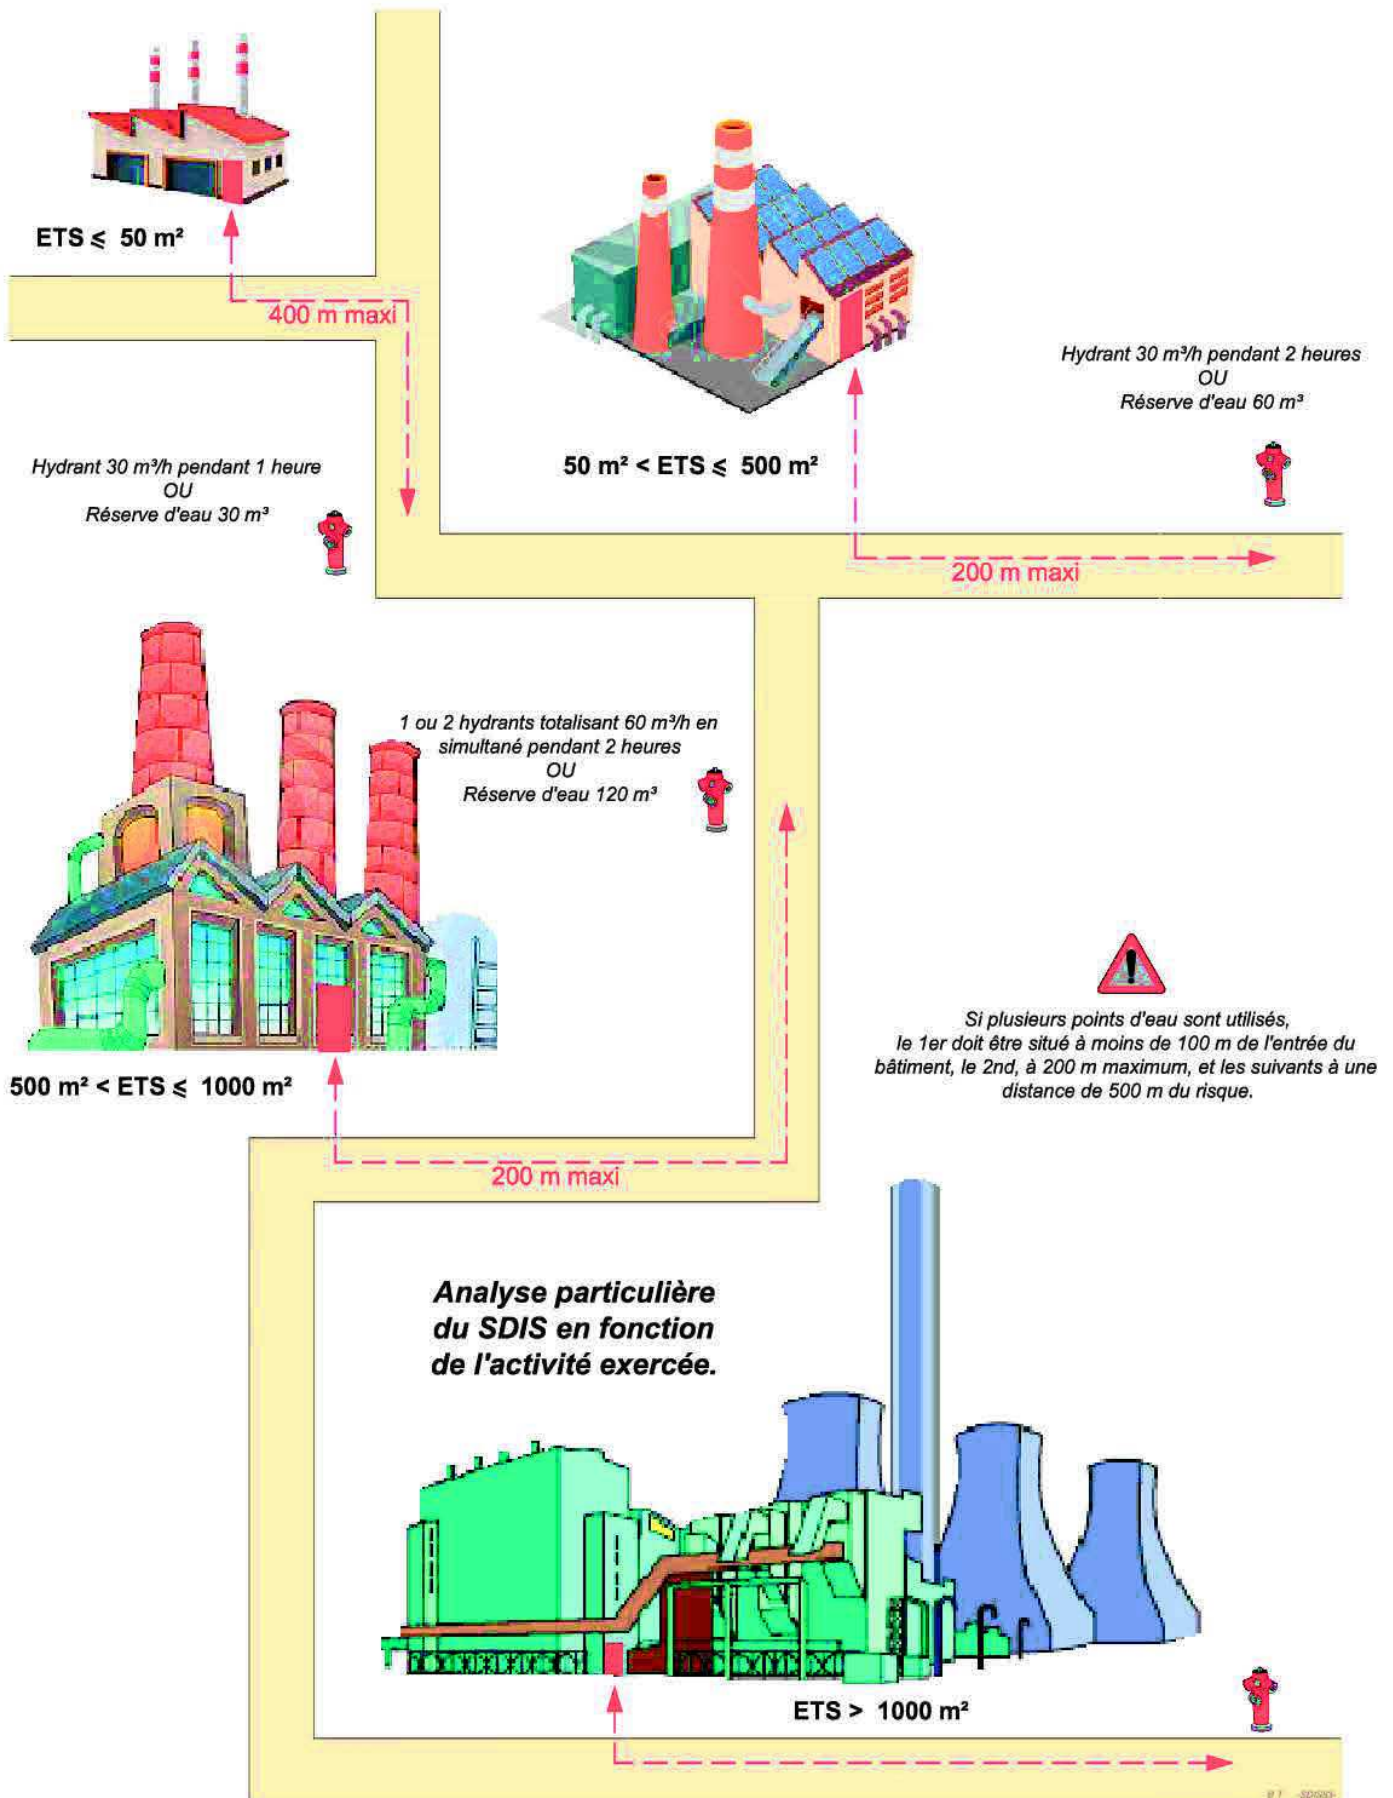 ETS ⩽ 50 m²
400 m maxi
Hydrant 30 m³/h pendant 2 heures
OU
Réserve d'eau 60 m³
50 m² < ETS ⩽ 500 m²
Hydrant 30 m³/h pendant 1 heure
OU
Réserve d'eau 30 m³
200 m maxi
1 ou 2 hydrants totalisant 60 m³/h en
simultané pendant 2 heures
OU
Réserve d'eau 120 m³
Si plusieurs points d'eau sont utilisés,
le 1er doit être situé à moins de 100 m de l'entrée du
bâtiment, le 2nd, à 200 m maximum, et les suivants à une
distance de 500 m du risque.
500 m² < ETS ⩽ 1000 m²
200 m maxi
Analyse particulière
du SDIS en fonction
de l'activité exercée.
ETS > 1000 m²